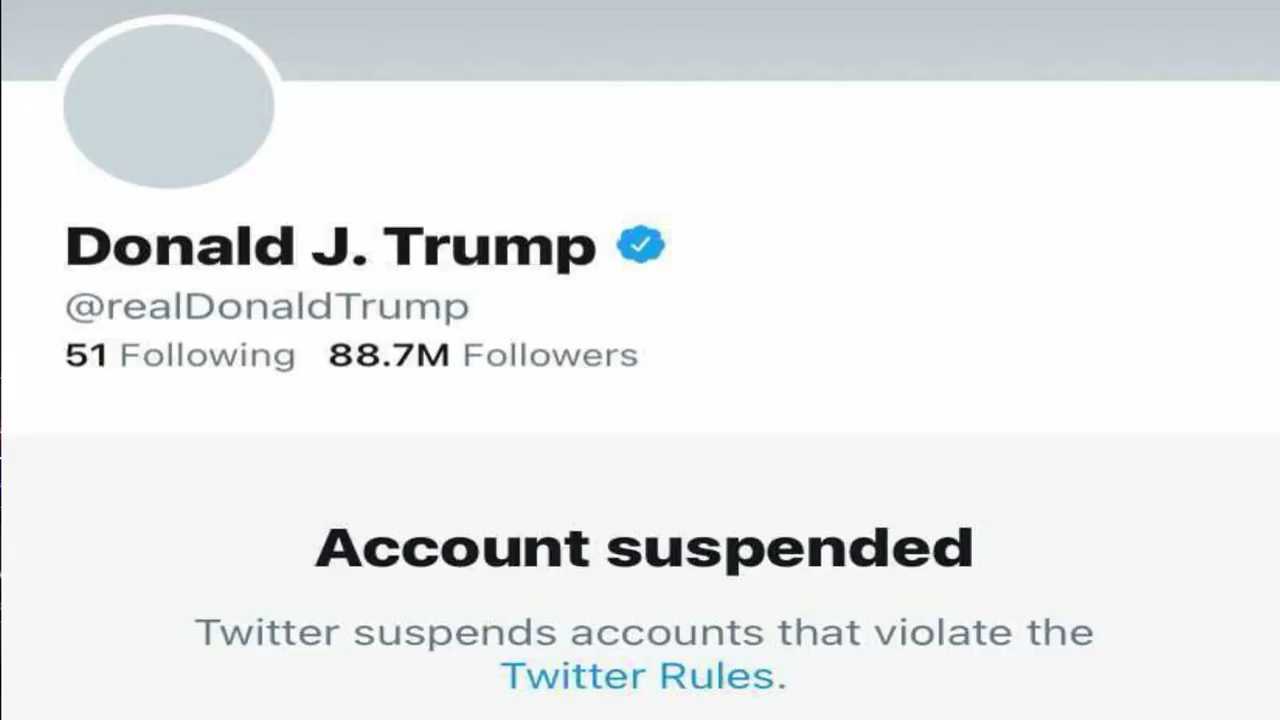 Donald J. Trump
@realDonaldTrump
51 Following 88.7M Followers
Account suspended
Twitter suspends accounts that violate the
Twitter Rules.